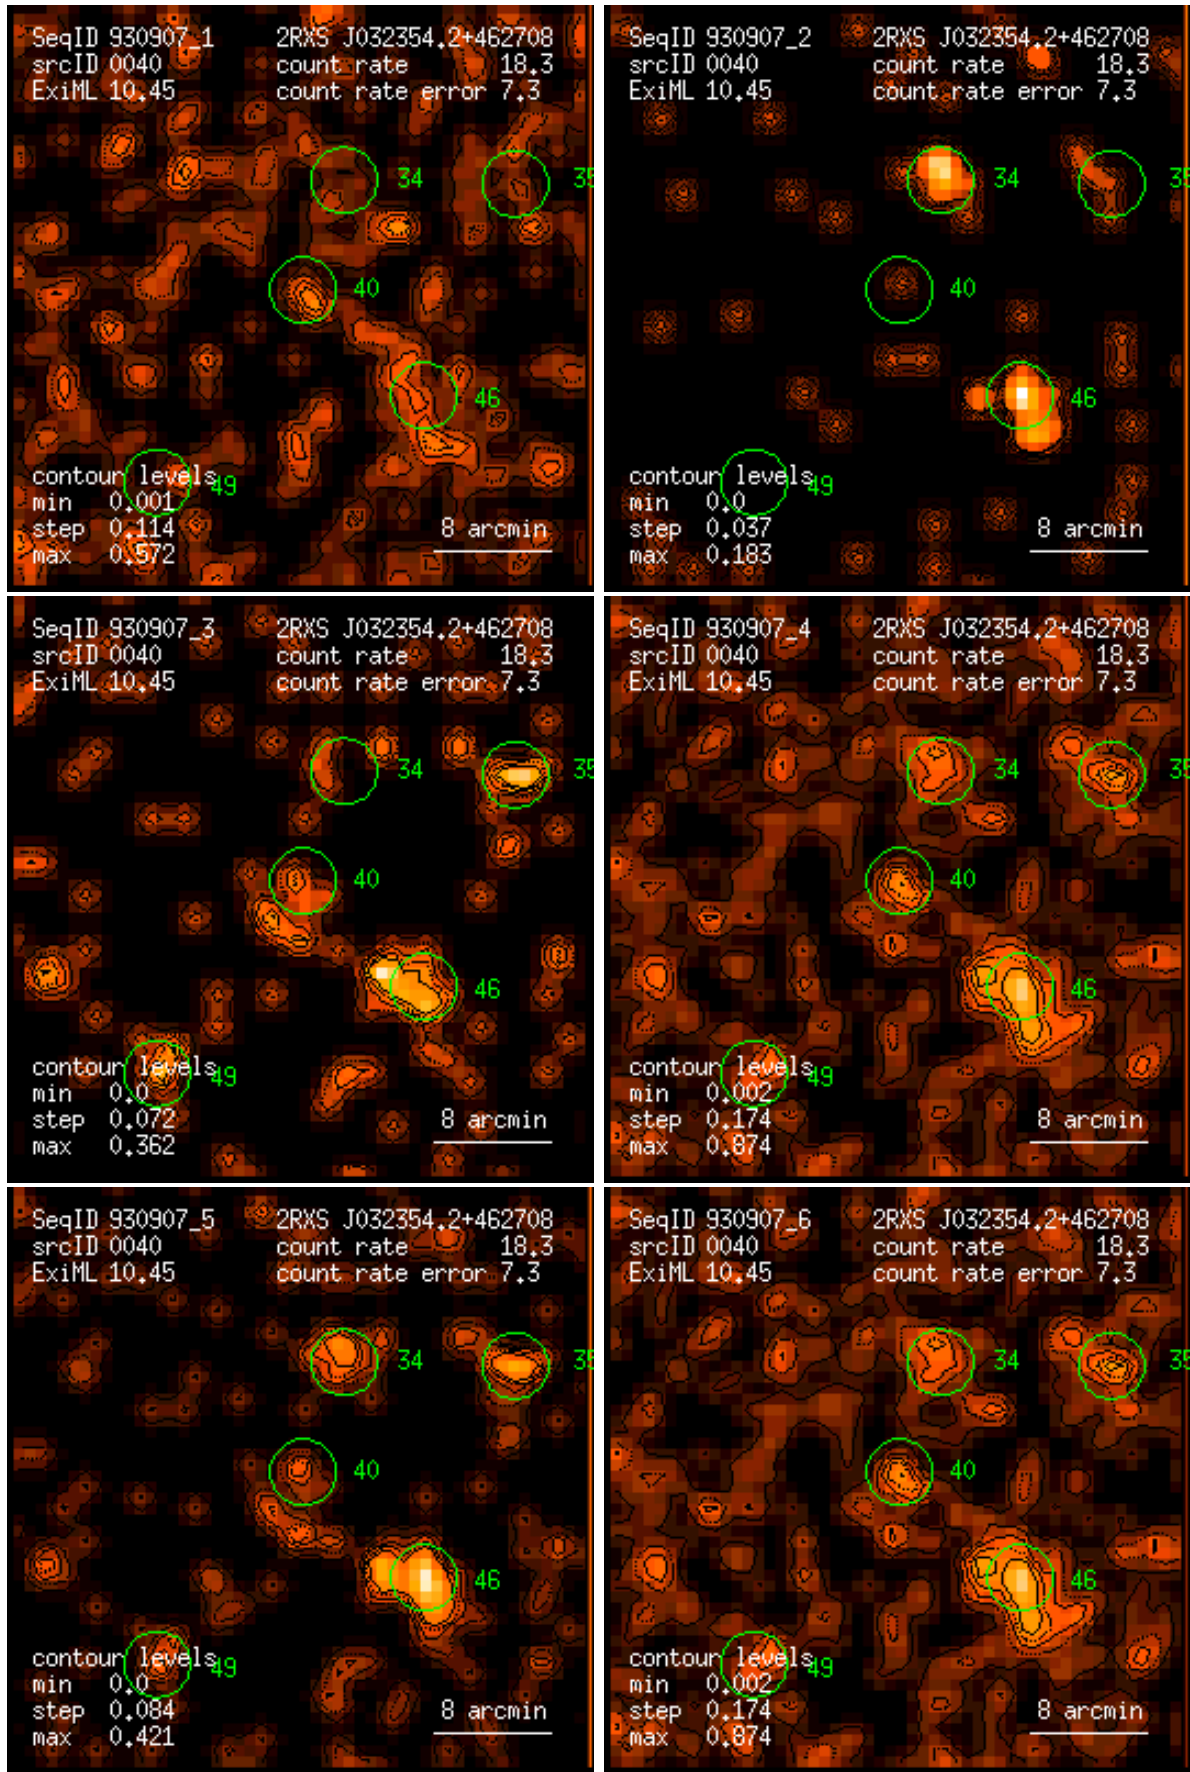 SeqID 930907_1 2RXS J032354.2+462708
srcID 0040 count rate 18.3
ExiML 10.45 count rate error 7.3
34
35
40
46
49
contour levels
min 0.001
step 0.114
max 0.572
8 arcmin
SeqID 930907_2 2RXS J032354.2+462708
srcID 0040 count rate 18.3
ExiML 10.45 count rate error 7.3
34
35
40
46
49
contour levels
min 0.0
step 0.037
max 0.183
8 arcmin
SeqID 930907_3 2RXS J032354.2+462708
srcID 0040 count rate 18.3
ExiML 10.45 count rate error 7.3
34
35
40
46
49
contour levels
min 0.0
step 0.072
max 0.362
8 arcmin
SeqID 930907_4 2RXS J032354.2+462708
srcID 0040 count rate 18.3
ExiML 10.45 count rate error 7.3
34
35
40
46
49
contour levels
min 0.002
step 0.174
max 0.874
8 arcmin
SeqID 930907_5 2RXS J032354.2+462708
srcID 0040 count rate 18.3
ExiML 10.45 count rate error 7.3
34
35
40
46
49
contour levels
min 0.0
step 0.084
max 0.421
8 arcmin
SeqID 930907_6 2RXS J032354.2+462708
srcID 0040 count rate 18.3
ExiML 10.45 count rate error 7.3
34
35
40
46
49
contour levels
min 0.002
step 0.174
max 0.874
8 arcmin